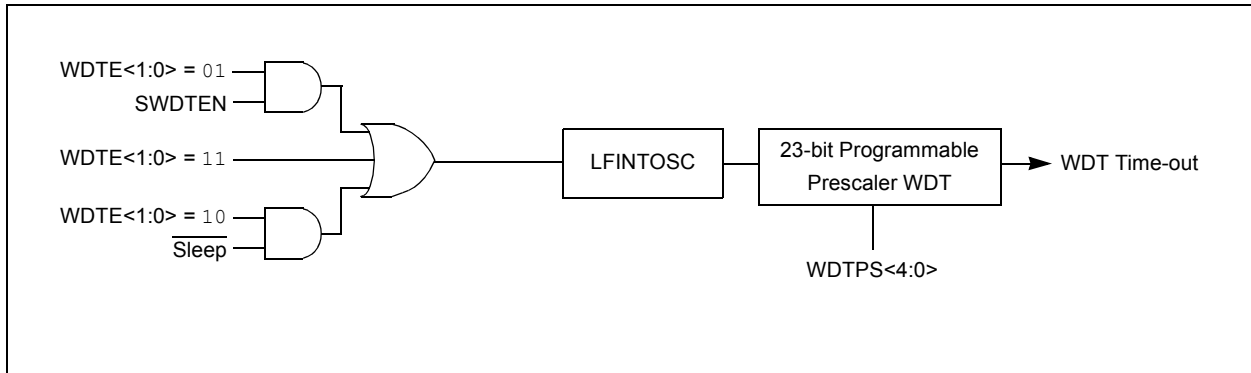 WDTE<1:0> = 01
SWDTEN
WDTE<1:0> = 11
WDTE<1:0> = 10
Sleep
LFINTOSC
23-bit Programmable
Prescaler WDT
WDT Time-out
WDTPS<4:0>